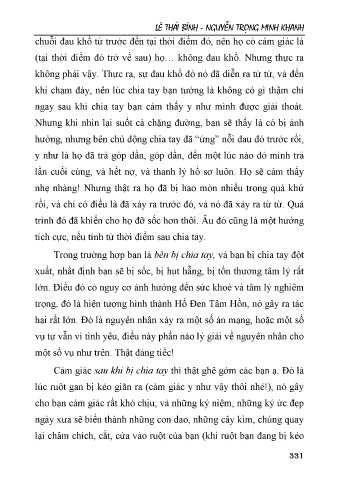 LÊ THÁI BÌNH - NGUYỄN TRỌNG MINH KHANH
chuỗi đau khổ từ trước đến tại thời điểm đó, nên họ có cảm giác là
(tại thời điểm đó trở về sau) họ… không đau khổ. Nhưng thực ra
không phải vậy. Thực ra, sự đau khổ đó nó đã diễn ra từ từ, và đến
khi chạm đáy, nên lúc chia tay bạn tưởng là không có gì thậm chí
ngay sau khi chia tay bạn cảm thấy y như mình được giải thoát.
Nhưng khi nhìn lại suốt cả chặng đường, bạn sẽ thấy là có bị ảnh
hưởng, nhưng bên chủ động chia tay đã “ứng” nỗi đau đó trước rồi,
y như là họ đã trả góp dần, góp dần, đến một lúc nào đó mình trả
lần cuối cùng, và hết nợ, và thanh lý hồ sơ luôn. Họ sẽ cảm thấy
nhẹ nhàng! Nhưng thật ra họ đã bị hao mòn nhiều trong quá khứ
rồi, và chỉ có điều là đã xảy ra trước đó, và nó đã xảy ra từ từ. Quá
trình đó đã khiến cho họ đỡ sốc hơn thôi. Âu đó cũng là một hướng
tích cực, nếu tính từ thời điểm sau chia tay.
Trong trường hợp bạn là bên bị chia tay, và bạn bị chia tay đột
xuất, nhất định bạn sẽ bị sốc, bị hụt hẫng, bị tổn thương tâm lý rất
lớn. Điều đó có nguy cơ ảnh hưởng đến sức khoẻ và tâm lý nghiêm
trọng, đó là hiện tượng hình thành Hố Đen Tâm Hồn, nó gây ra tác
hại rất lớn. Đó là nguyên nhân xảy ra một số án mạng, hoặc một số
vụ tự vẫn vì tình yêu, điều này phần nào lý giải về nguyên nhân cho
một số vụ như trên. Thật đáng tiếc!
Cảm giác sau khi bị chia tay thì thật ghê gớm các bạn ạ. Đó là
lúc ruột gan bị kéo giãn ra (cảm giác y như vậy thôi nhé!), nó gây
cho bạn cảm giác rất khó chịu, và những kỷ niệm, những ký ức đẹp
ngày xưa sẽ biến thành những con dao, những cây kim, chúng quay
lại châm chích, cắt, cứa vào ruột của bạn (khi ruột bạn đang bị kéo
331